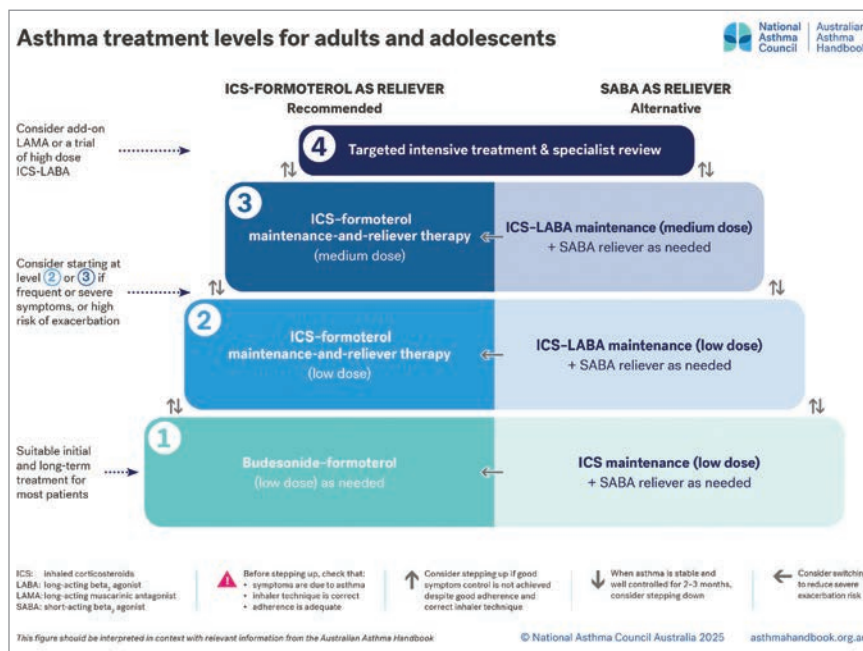 Asthma treatment levels for adults and adolescents
National
Asthma
Council
Australian
Asthma
Handbook
ICS-FORMOTEROL AS RELIEVER
Recommended
SABA AS RELIEVER
Alternative
Consider add-on
LAMA or a trial
of high dose
ICS-LABA
4 Targeted intensive treatment & specialist review
3
ICS–formoterol
maintenance-and-reliever therapy
(medium dose)
ICS–LABA maintenance (medium dose)
+ SABA reliever as needed
Consider starting at
level 2 or 3 if
frequent or severe
symptoms, or high
risk of exacerbation
2
ICS–formoterol
maintenance-and-reliever therapy
(low dose)
ICS–LABA maintenance (low dose)
+ SABA reliever as needed
Suitable initial
and long-term
treatment for
most patients
1
Budesonide–formoterol
(low dose) as needed
ICS maintenance (low dose)
+ SABA reliever as needed
ICS: inhaled corticosteroids
LABA: long-acting beta₂ agonist
LAMA: long-acting muscarinic antagonist
SABA: short-acting beta₂ agonist
Before stepping up, check that:
• symptoms are due to asthma
• inhaler technique is correct
• adherence is adequate
Consider stepping up if good
symptom control is not achieved
despite good adherence and
correct inhaler technique
When asthma is stable and
well controlled for 2–3 months,
consider stepping down
Consider switching
to reduce severe
exacerbation risk
This figure should be interpreted in context with relevant information from the Australian Asthma Handbook
© National Asthma Council Australia 2025
asthmahandbook.org.au